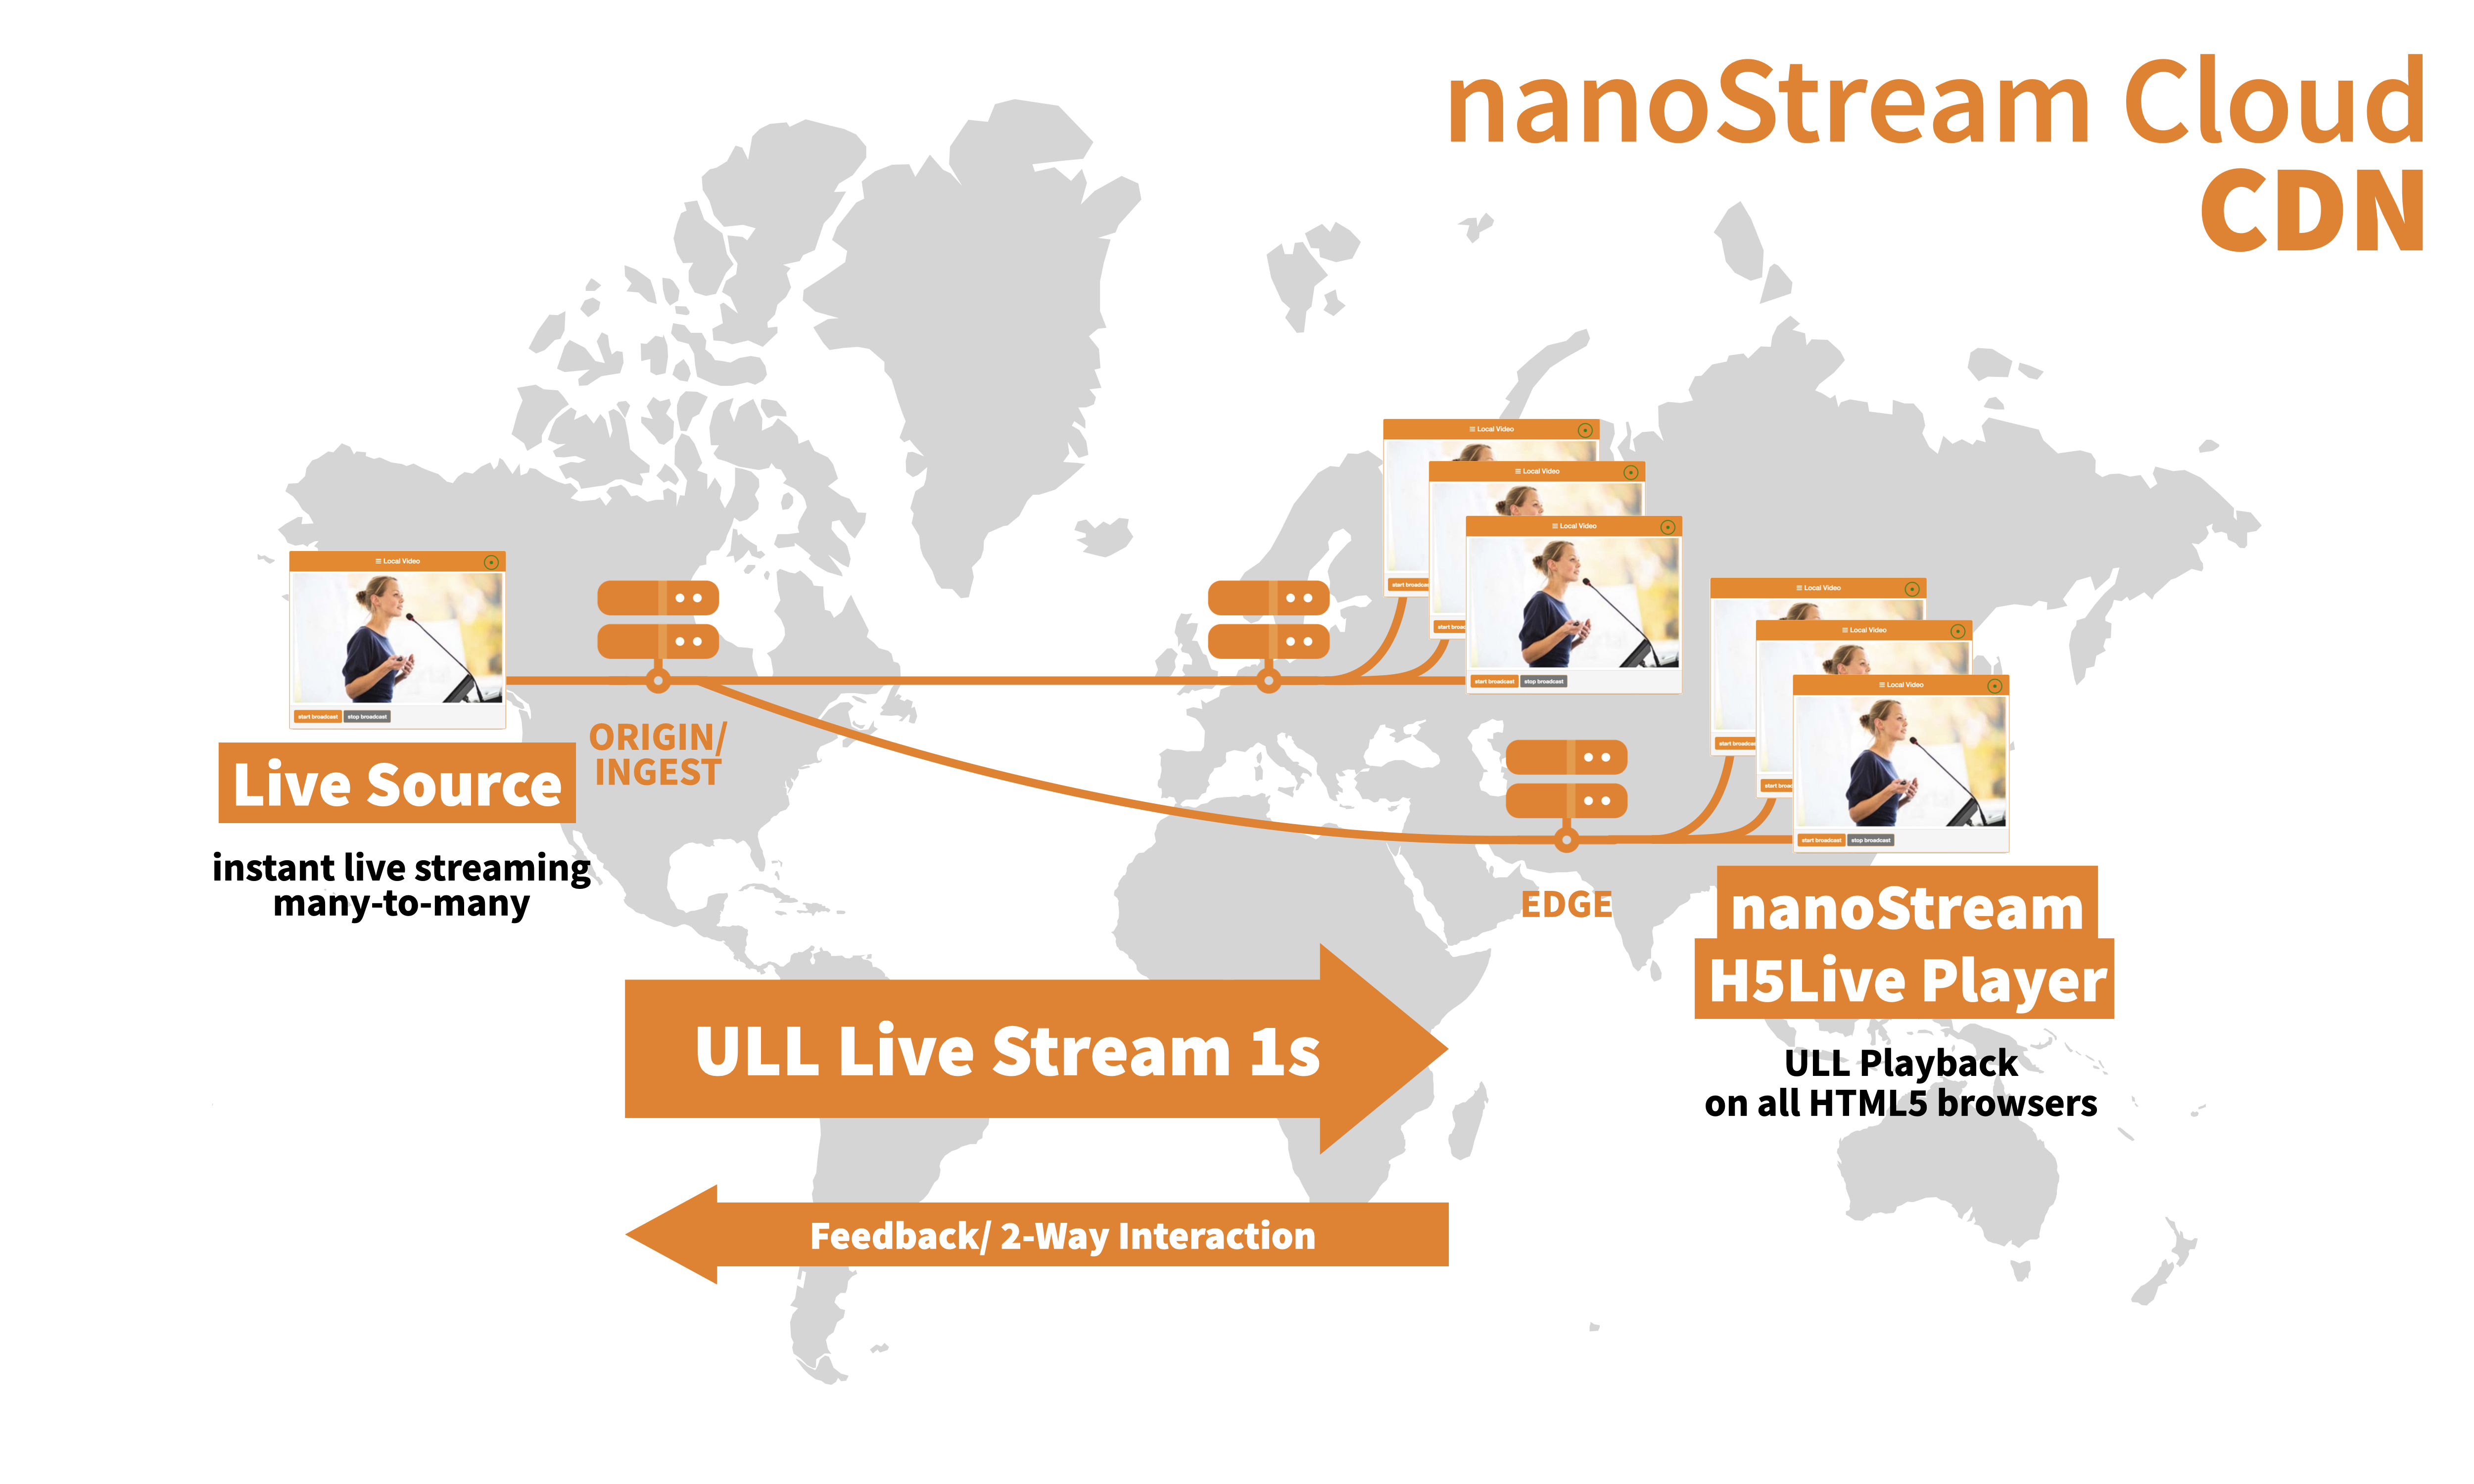 nanoStream Cloud
CDN
Local Video
start broadcast
Local Video
start broad
Local Video
start broadcast stop broadcast
Local Video
start broadcast stop broadcast
Local Video
start broadcas
Local Video
start broa
Local Video
start broadcast stop broadcast
ORIGIN/
INGEST
Live Source
instant live streaming
many-to-many
EDGE
nanoStream
H5Live Player
ULL Playback
on all HTML5 browsers
ULL Live Stream 1s
Feedback/ 2-Way Interaction